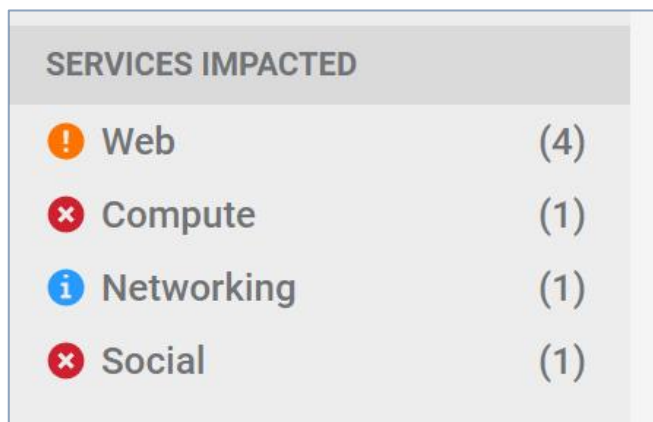 SERVICES IMPACTED
Web (4)
Compute (1)
Networking (1)
Social (1)